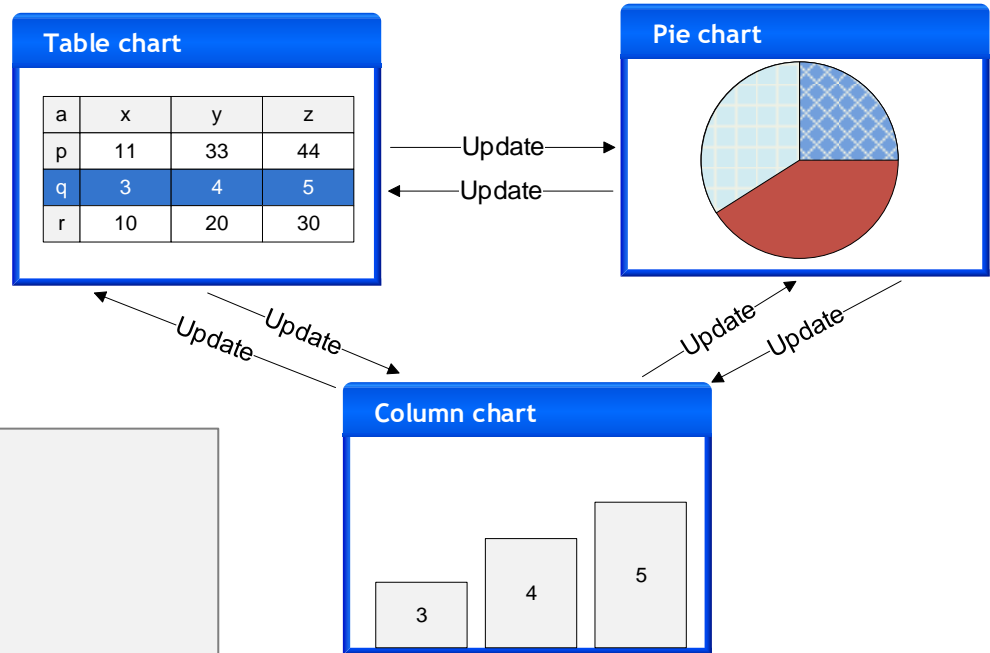 Table chart
a x y z
p 11 33 44
q 3 4 5
r 10 20 30
Update
Update
Pie chart
Update
Update
Update
Update
Column chart
3
4
5